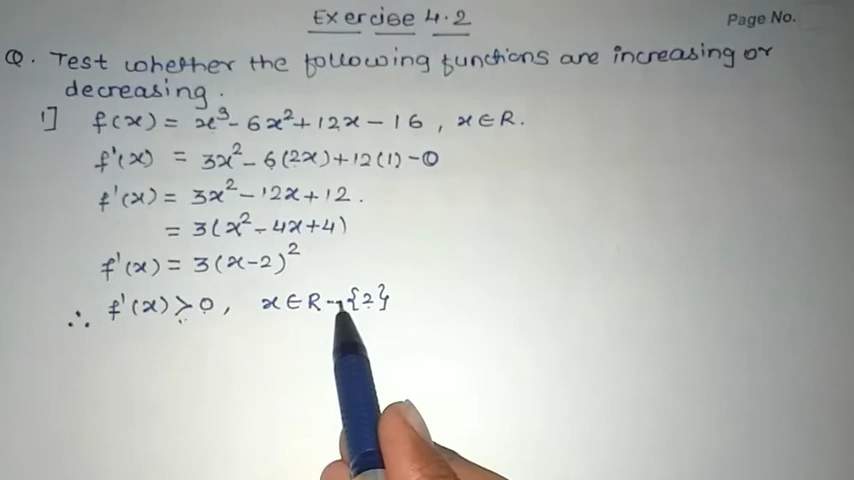 Exercise 4.2
Page No.
Q. Test whether the following functions are increasing or
decreasing.
1] f(x) = x³ - 6x² + 12x - 16 , x ∈ R.
f'(x) = 3x² - 6(2x) + 12(1) - 0
f'(x) = 3x² - 12x + 12 .
= 3(x² - 4x + 4)
f'(x) = 3(x-2)²
∴ f'(x) > 0 , x ∈ R - {2}